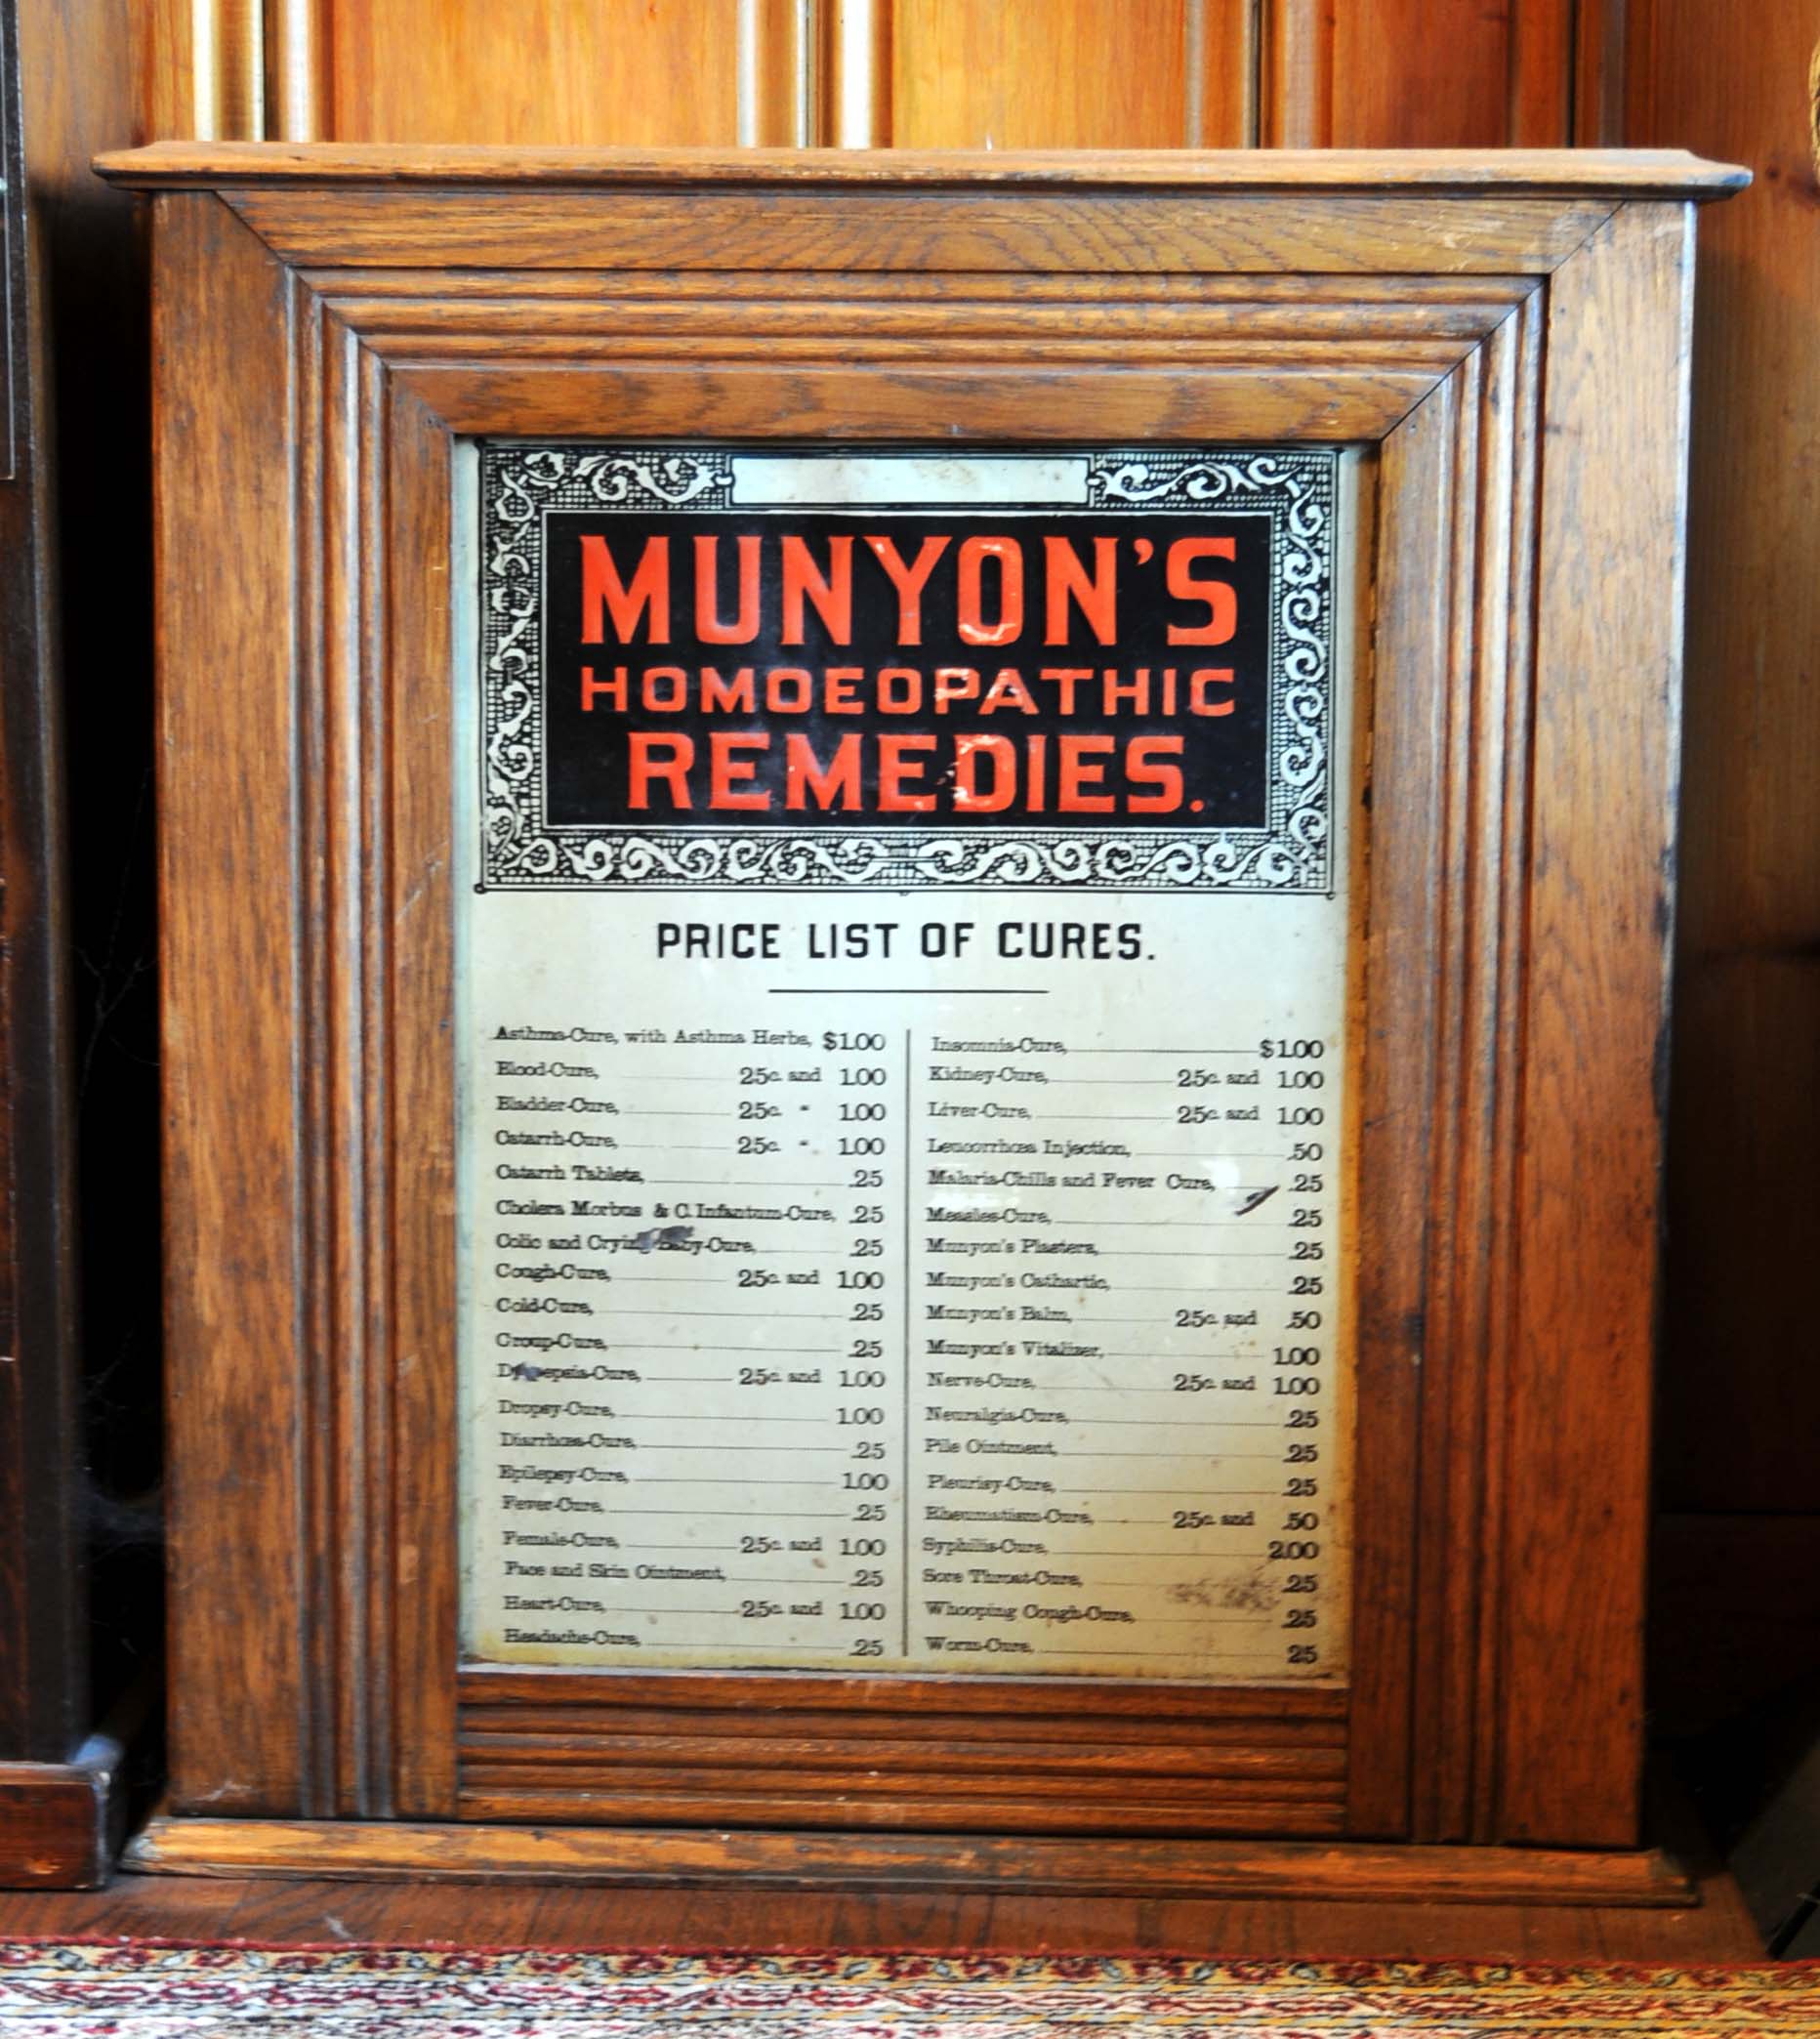 MUNYON'S
HOMOEOPATHIC
REMEDIES.
PRICE LIST OF CURES.
Asthma-Cure, with Asthma Herbs, $1.00
Blood-Cure, 25c. and 1.00
Bladder-Cure, 25c. " 1.00
Catarrh-Cure, 25c. " 1.00
Catarrh Tablets, .25
Cholera Morbus & C. Infantum-Cure, .25
Colic and Crying Baby-Cure, .25
Cough-Cure, 25c. and 1.00
Cold-Cure, .25
Croup-Cure, .25
Dyspepsia-Cure, 25c. and 1.00
Dropsy-Cure, 1.00
Diarrhoea-Cure, .25
Epilepsy-Cure, 1.00
Fever-Cure, .25
Female-Cure, 25c. and 1.00
Face and Skin Ointment, .25
Heart-Cure, 25c. and 1.00
Headache-Cure, .25
Insomnia-Cure, $1.00
Kidney-Cure, 25c. and 1.00
Liver-Cure, 25c. and 1.00
Leucorrhoea Injection, .50
Malaria-Chills and Fever Cure, .25
Measles-Cure, .25
Munyon's Plasters, .25
Munyon's Cathartic, .25
Munyon's Balm, 25c. and .50
Munyon's Vitalizer, 1.00
Nerve-Cure, 25c. and 1.00
Neuralgia-Cure, .25
Pile Ointment, .25
Pleurisy-Cure, .25
Rheumatism-Cure, 25c. and .50
Syphilis-Cure, 2.00
Sore Throat-Cure, .25
Whooping Cough-Cure, .25
Worm-Cure, 25